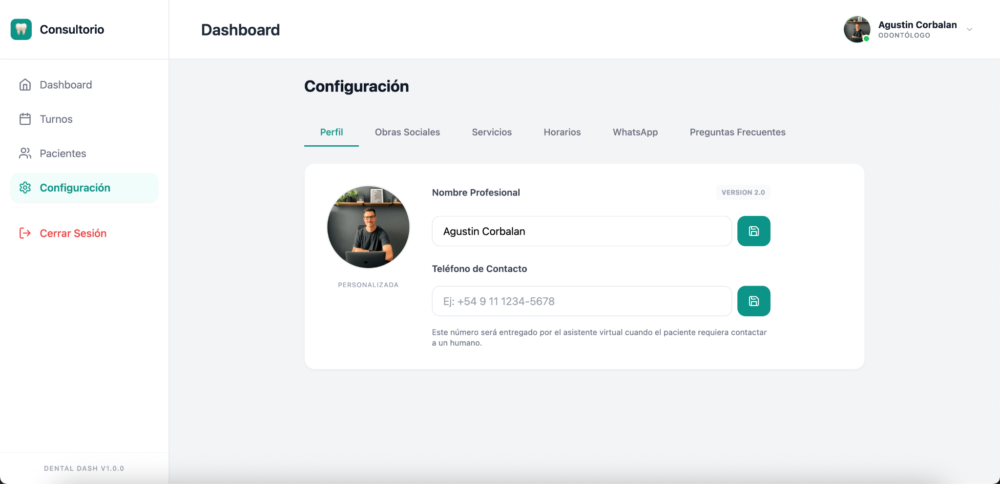 Consultorio
Dashboard
Agustin Corbalan
ODONTÓLOGO
Dashboard
Turnos
Pacientes
Configuración
Cerrar Sesión
DENTAL DASH V1.0.0
Configuración
Perfil
Obras Sociales
Servicios
Horarios
WhatsApp
Preguntas Frecuentes
PERSONALIZADA
Nombre Profesional
VERSION 2.0
Agustin Corbalan
Teléfono de Contacto
Ej: +54 9 11 1234-5678
Este número será entregado por el asistente virtual cuando el paciente requiera contactar
a un humano.